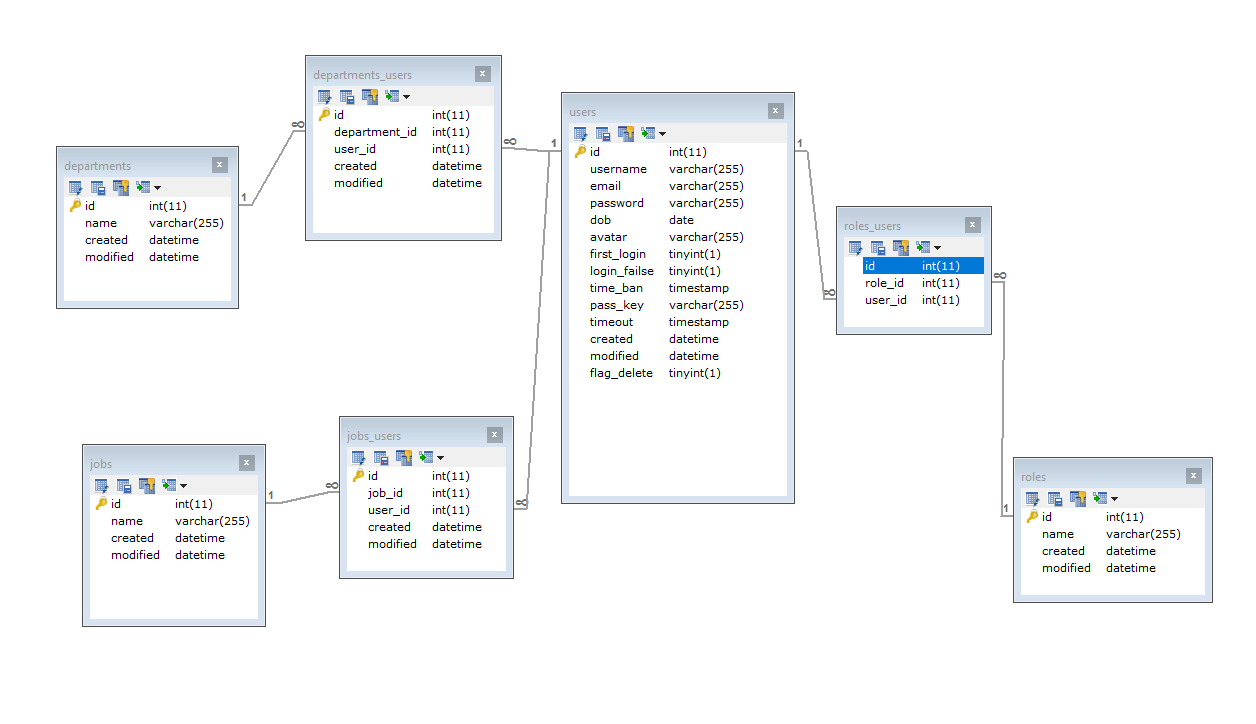 departments_users
id int(11)
department_id int(11)
user_id int(11)
created datetime
modified datetime
departments
id int(11)
name varchar(255)
created datetime
modified datetime
users
id int(11)
username varchar(255)
email varchar(255)
password varchar(255)
dob date
avatar varchar(255)
first_login tinyint(1)
login_failse tinyint(1)
time_ban timestamp
pass_key varchar(255)
timeout timestamp
created datetime
modified datetime
flag_delete tinyint(1)
roles_users
id int(11)
role_id int(11)
user_id int(11)
jobs_users
id int(11)
job_id int(11)
user_id int(11)
created datetime
modified datetime
jobs
id int(11)
name varchar(255)
created datetime
modified datetime
roles
id int(11)
name varchar(255)
created datetime
modified datetime
1
∞
∞
1
1
∞
∞
1
1
∞
∞